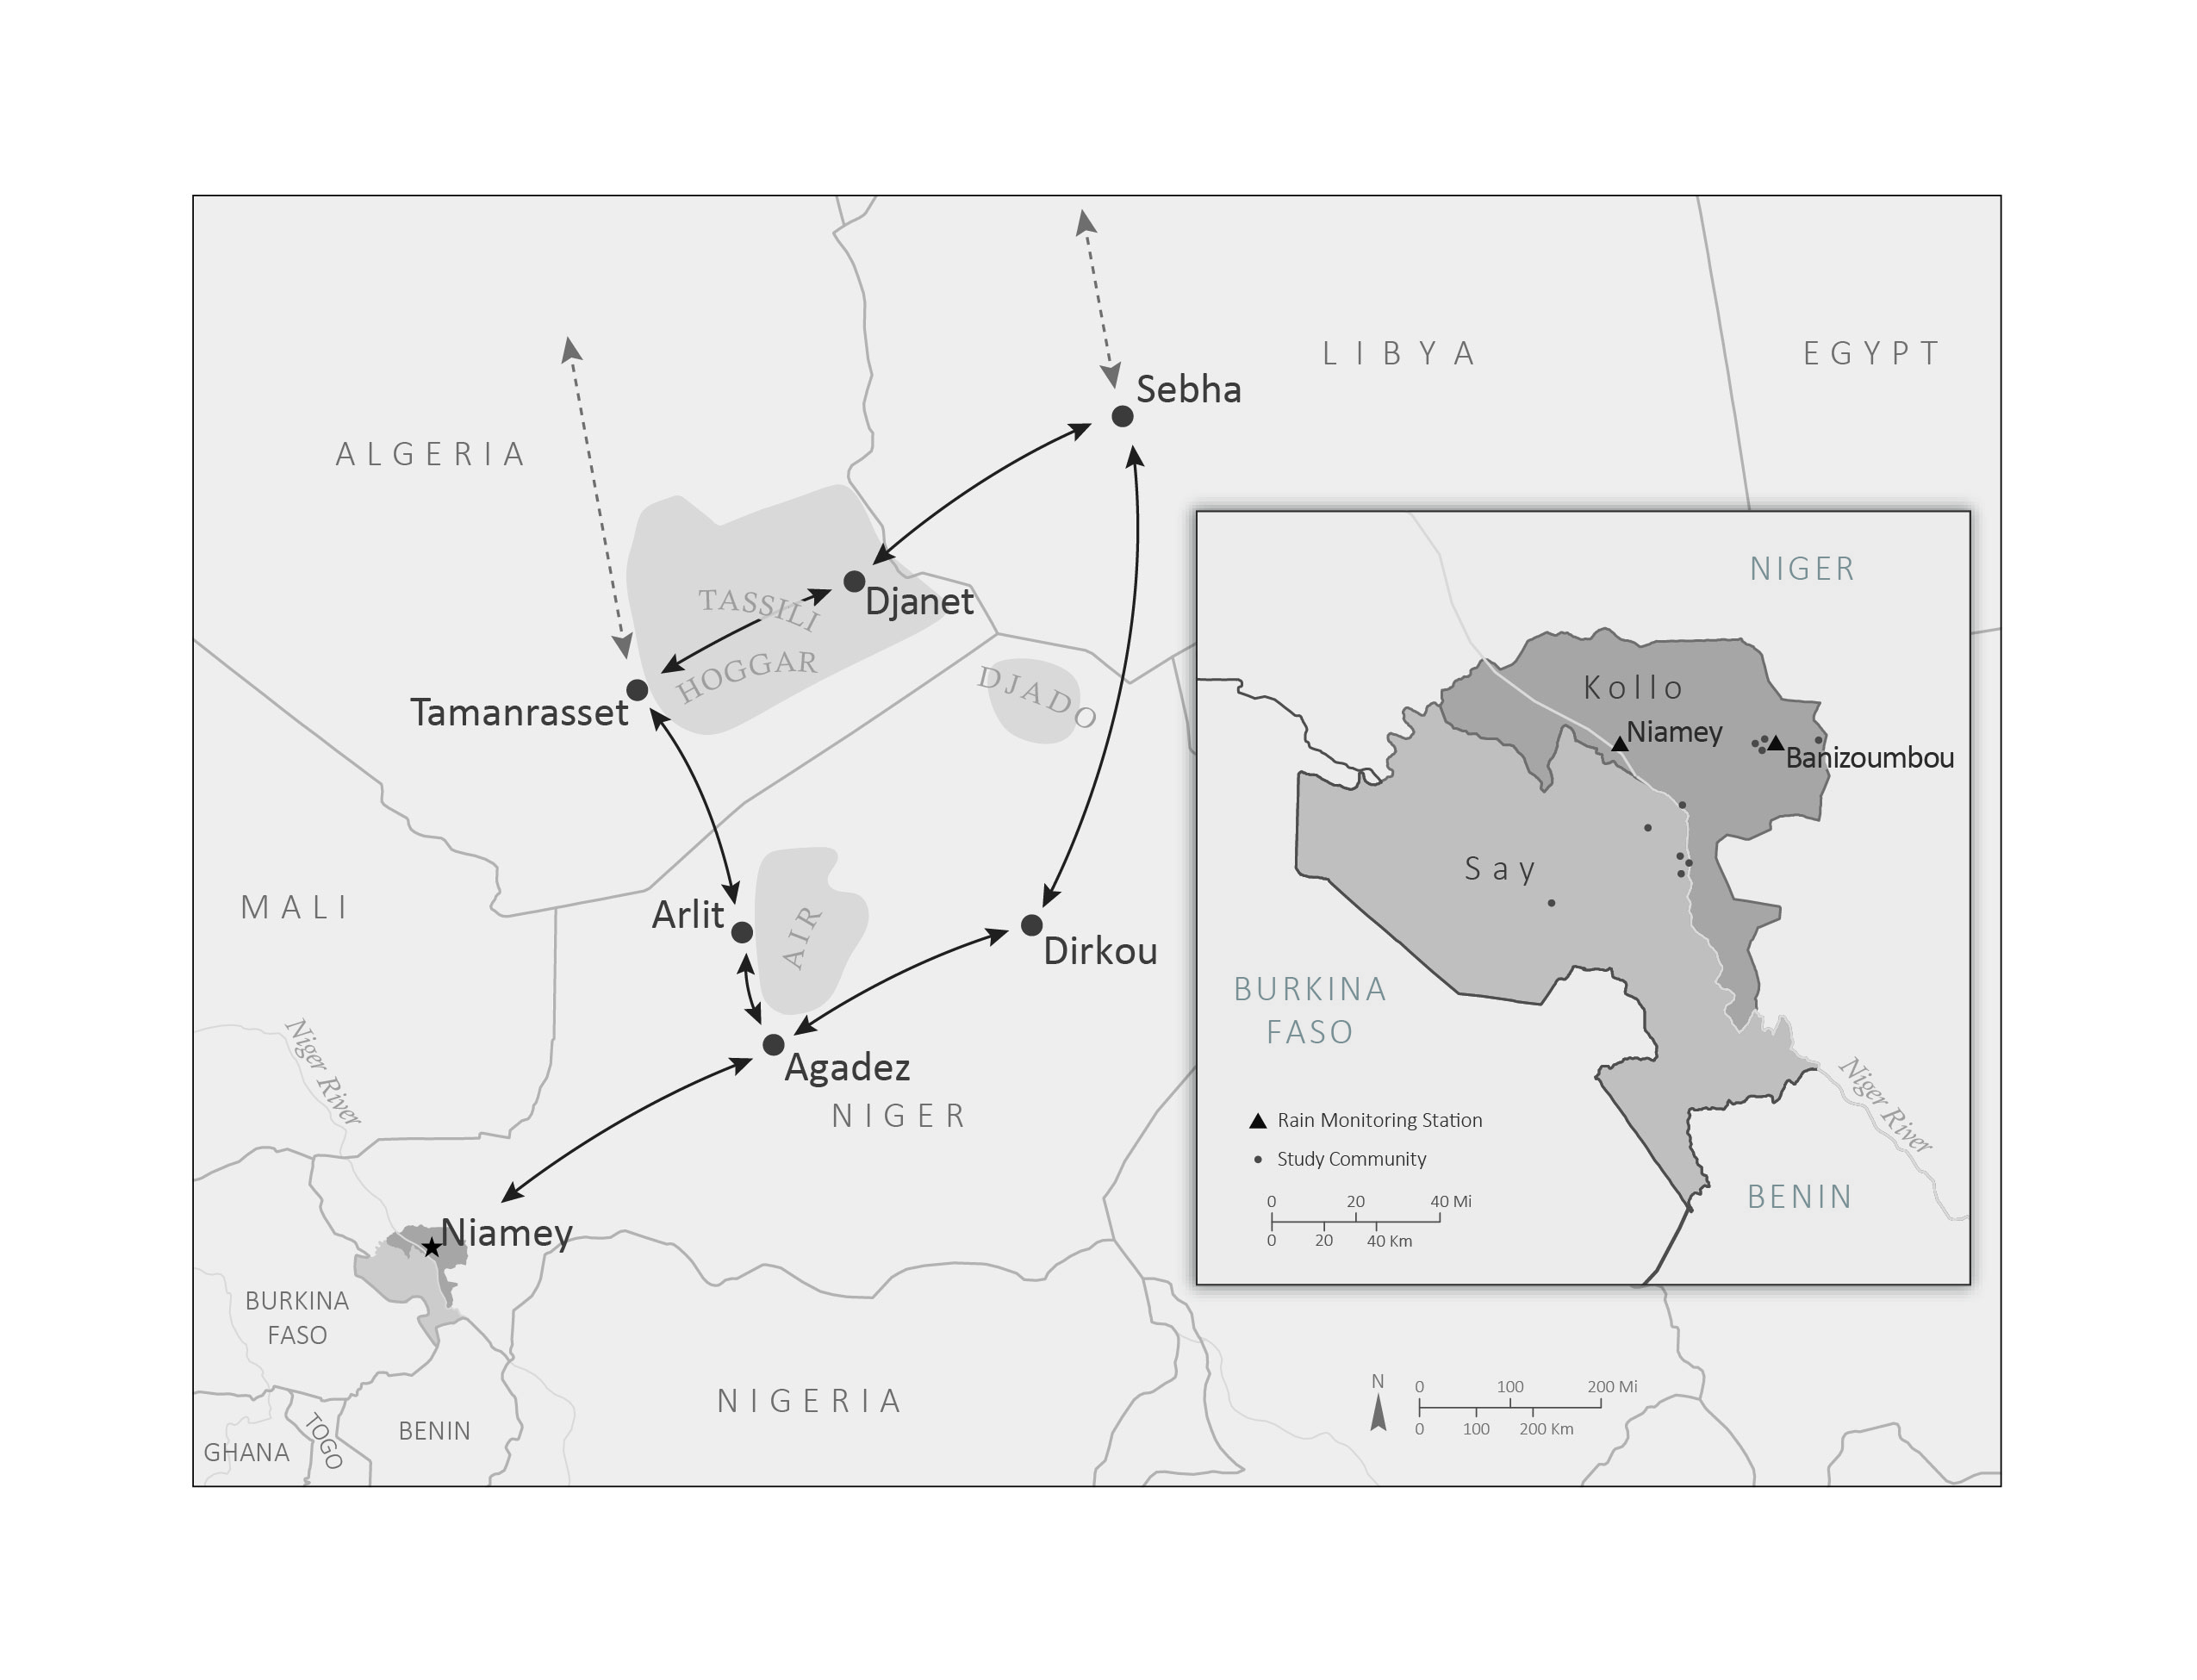 LIBYA
EGYPT
Sebha
ALGERIA
TASSILI
Djanet
HOGGAR
DJADO
Tamanrasset
MALI
Arlit
AIR
Dirkou
Agadez
NIGER
Niger River
Niamey
BURKINA
FASO
NIGERIA
BENIN
TOGO
GHANA
N
0 100 200 Mi
0 100 200 Km
NIGER
Kollo
Niamey
Banizoumbou
Say
BURKINA
FASO
Niger River
BENIN
Rain Monitoring Station
Study Community
0 20 40 Mi
0 20 40 Km